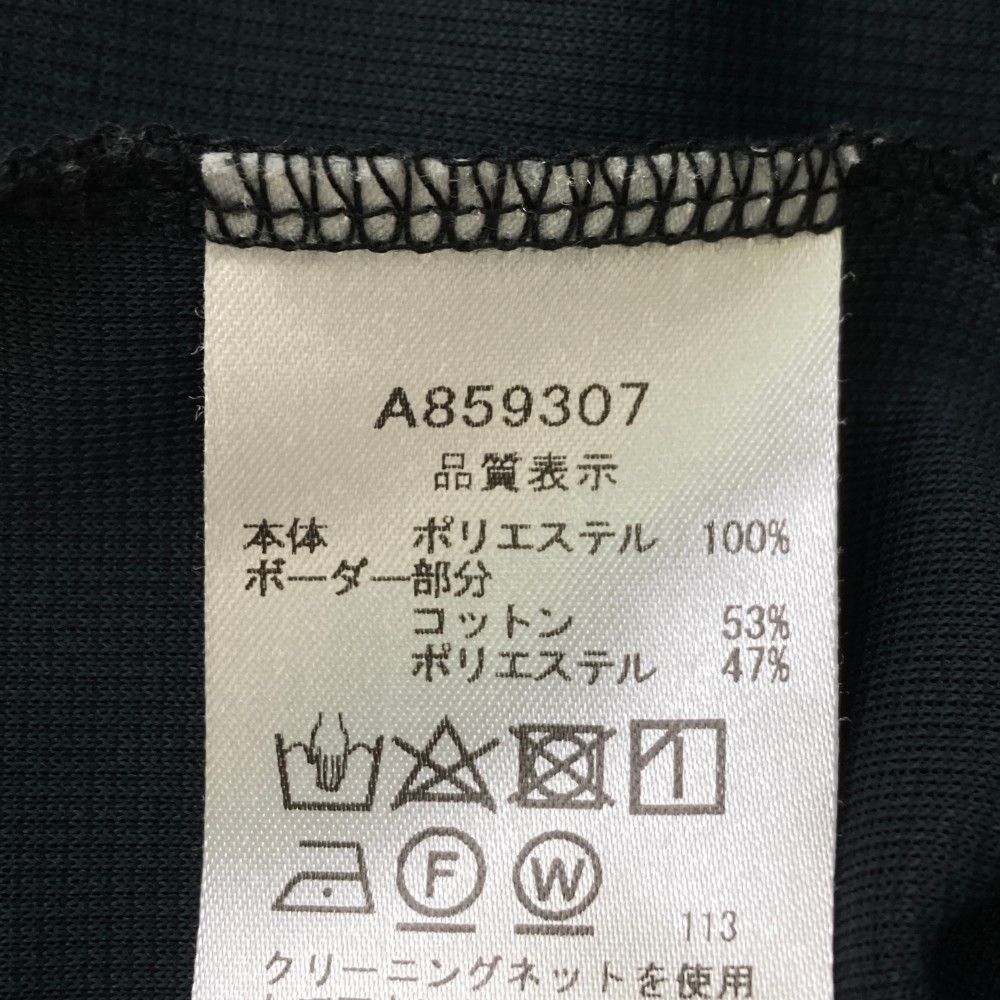 A859307
品質表示
本体 ポリエステル 100%
ボーダー部分
コットン 53%
ポリエステル 47%
F W
113
クリーニングネットを使用